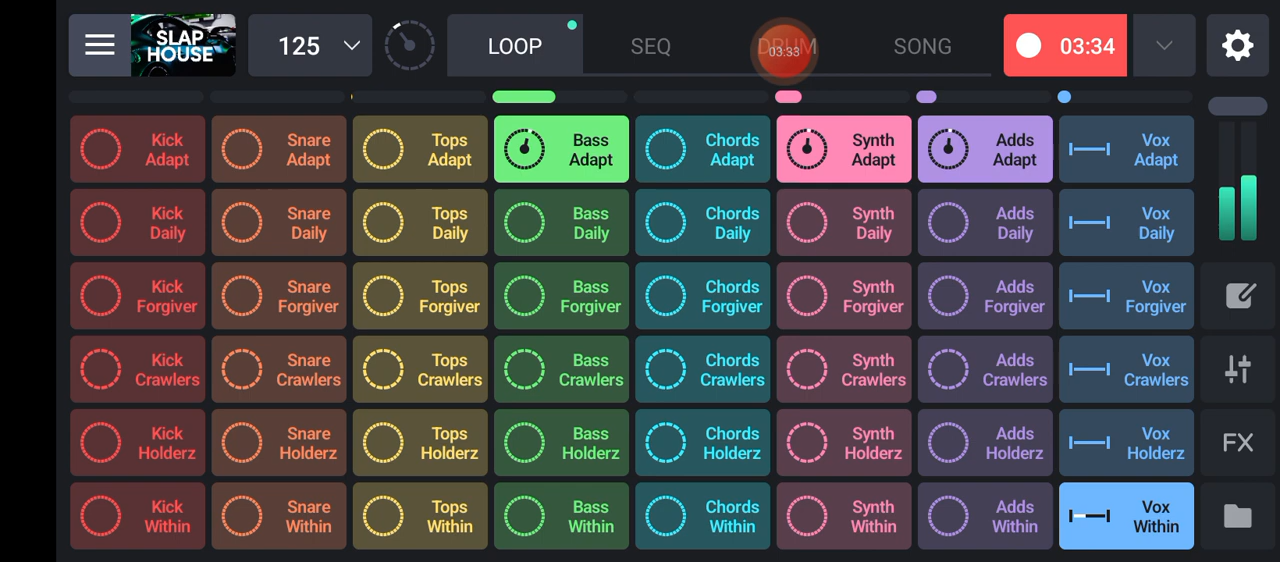 SLAP
HOUSE
125
LOOP
SEQ
DRUM
03:33
SONG
03:34
Kick
Adapt
Snare
Adapt
Tops
Adapt
Bass
Adapt
Chords
Adapt
Synth
Adapt
Adds
Adapt
Vox
Adapt
Kick
Daily
Snare
Daily
Tops
Daily
Bass
Daily
Chords
Daily
Synth
Daily
Adds
Daily
Vox
Daily
Kick
Forgiver
Snare
Forgiver
Tops
Forgiver
Bass
Forgiver
Chords
Forgiver
Synth
Forgiver
Adds
Forgiver
Vox
Forgiver
Kick
Crawlers
Snare
Crawlers
Tops
Crawlers
Bass
Crawlers
Chords
Crawlers
Synth
Crawlers
Adds
Crawlers
Vox
Crawlers
Kick
Holderz
Snare
Holderz
Tops
Holderz
Bass
Holderz
Chords
Holderz
Synth
Holderz
Adds
Holderz
Vox
Holderz
FX
Kick
Within
Snare
Within
Tops
Within
Bass
Within
Chords
Within
Synth
Within
Adds
Within
Vox
Within